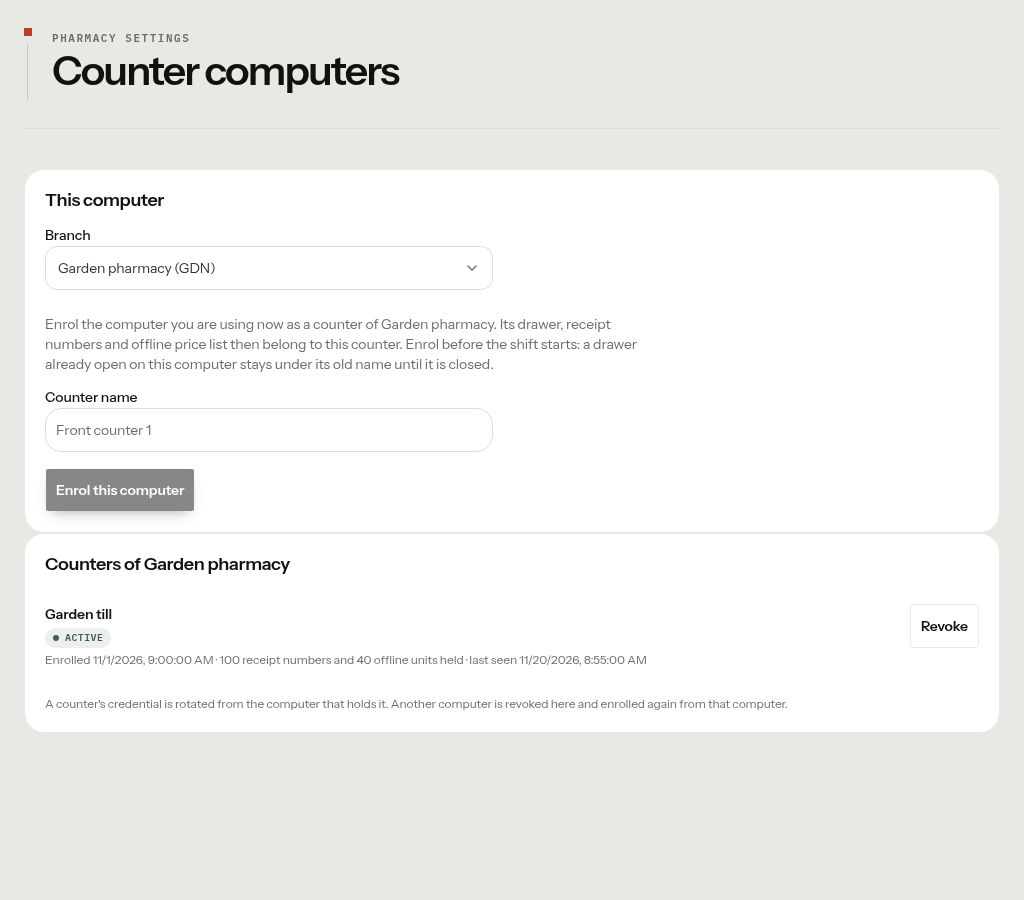 PHARMACY SETTINGS
Counter computers
This computer
Branch
Garden pharmacy (GDN)
Enrol the computer you are using now as a counter of Garden pharmacy. Its drawer, receipt
numbers and offline price list then belong to this counter. Enrol before the shift starts: a drawer
already open on this computer stays under its old name until it is closed.
Counter name
Front counter 1
Enrol this computer
Counters of Garden pharmacy
Garden till
Revoke
ACTIVE
Enrolled 11/1/2026, 9:00:00 AM · 100 receipt numbers and 40 offline units held · last seen 11/20/2026, 8:55:00 AM
A counter's credential is rotated from the computer that holds it. Another computer is revoked here and enrolled again from that computer.